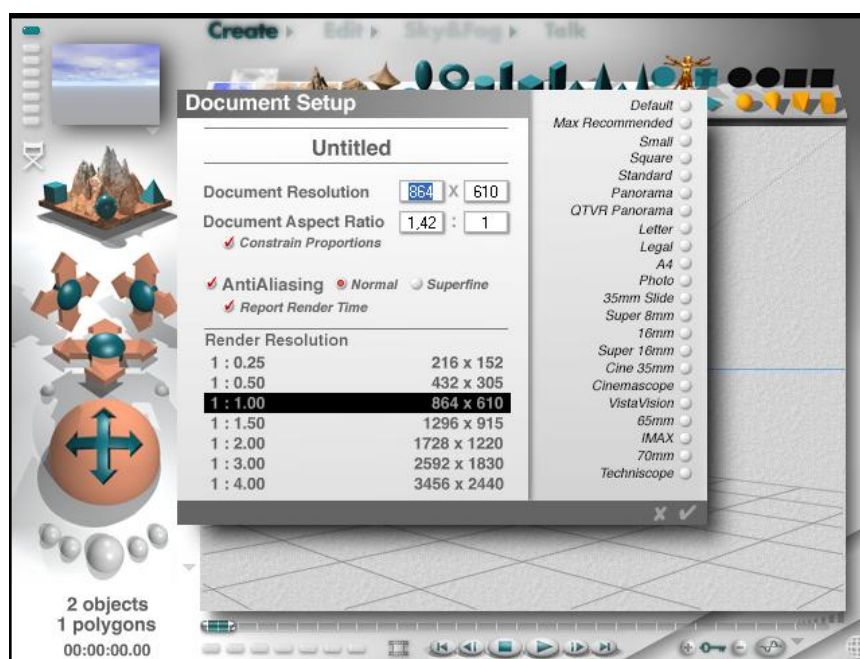 Create Edit Sky&Fog Talk
Document Setup
Untitled
Document Resolution 864 X 610
Document Aspect Ratio 1,42 : 1
Constrain Proportions
AntiAliasing Normal Superfine
Report Render Time
Render Resolution
1 : 0.25 216 x 152
1 : 0.50 432 x 305
1 : 1.00 864 x 610
1 : 1.50 1296 x 915
1 : 2.00 1728 x 1220
1 : 3.00 2592 x 1830
1 : 4.00 3456 x 2440
Default
Max Recommended
Small
Square
Standard
Panorama
QTVR Panorama
Letter
Legal
A4
Photo
35mm Slide
Super 8mm
16mm
Super 16mm
Cine 35mm
Cinemascope
VistaVision
65mm
IMAX
70mm
Techniscope
2 objects
1 polygons
00:00:00.00